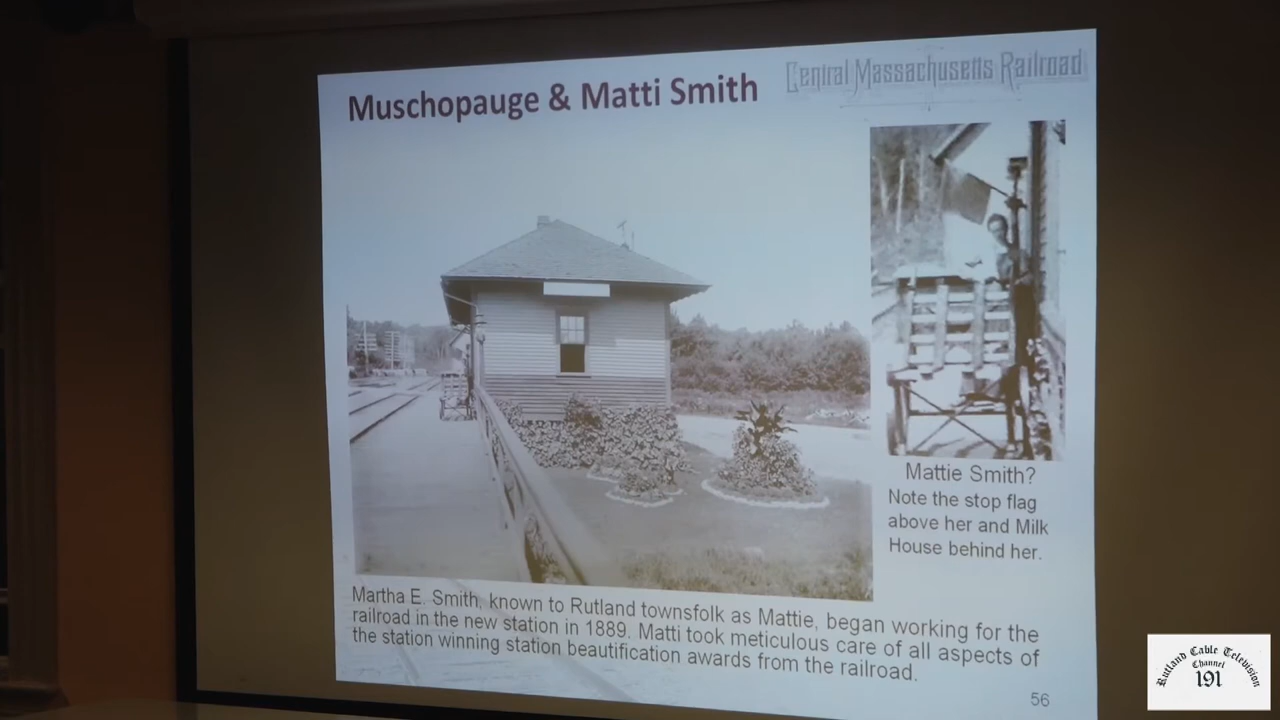 Muschopauge & Matti Smith
Central Massachusetts Railroad
Mattie Smith?
Note the stop flag
above her and Milk
House behind her.
Martha E. Smith, known to Rutland townsfolk as Mattie, began working for the
railroad in the new station in 1889. Matti took meticulous care of all aspects of
the station winning station beautification awards from the railroad.
56
Rutland Cable Television
Channel
191